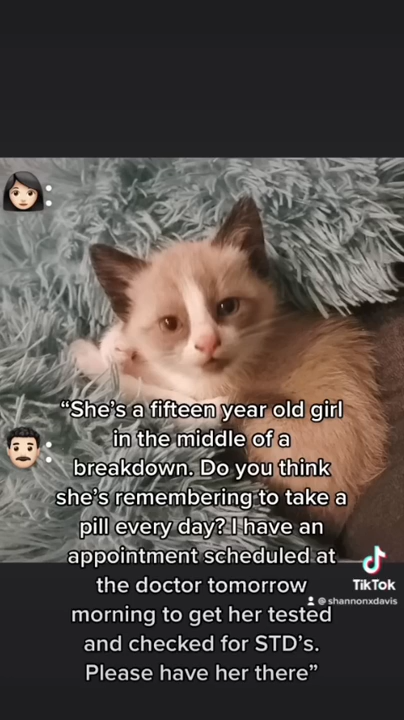 “She’s a fifteen year old girl
in the middle of a
breakdown. Do you think
she’s remembering to take a
pill every day? I have an
appointment scheduled at
the doctor tomorrow
morning to get her tested
and checked for STD’s.
Please have her there”
TikTok
@shannonxdavis